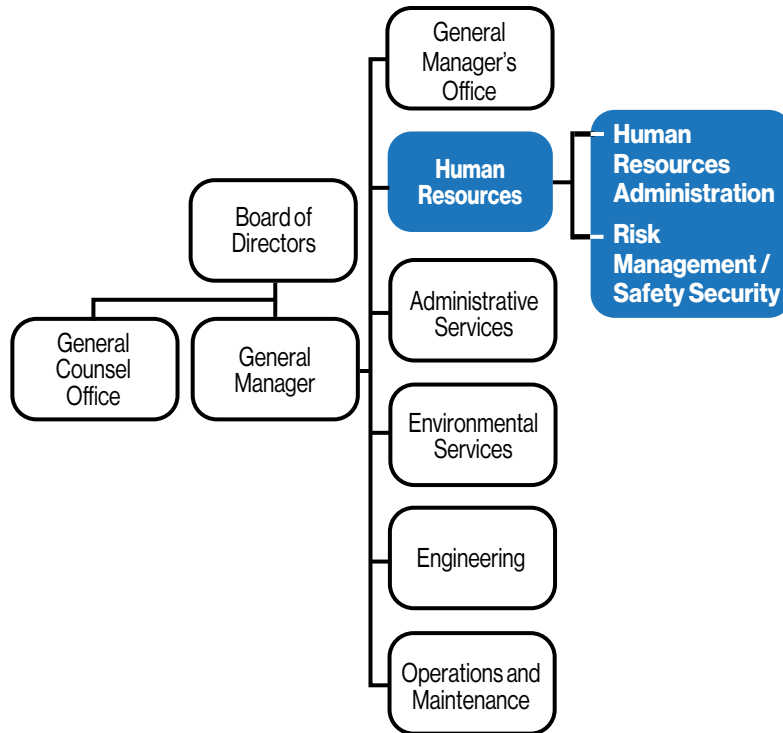 General
Manager's
Office
Human
Resources
Human
Resources
Administration
Risk
Management /
Safety Security
Board of
Directors
General
Counsel
Office
General
Manager
Administrative
Services
Environmental
Services
Engineering
Operations and
Maintenance